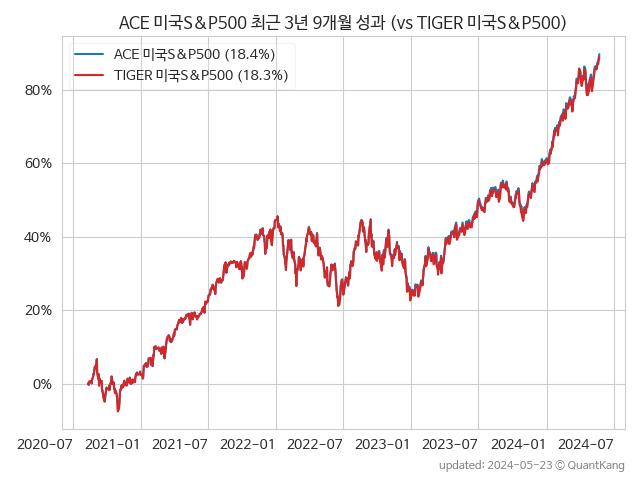 ACE 미국S&P500 최근 3년 9개월 성과 (vs TIGER 미국S&P500)
ACE 미국S&P500 (18.4%)
TIGER 미국S&P500 (18.3%)
80%
60%
40%
20%
0%
2020-07 2021-01 2021-07 2022-01 2022-07 2023-01 2023-07 2024-01 2024-07
updated: 2024-05-23 © QuantKang